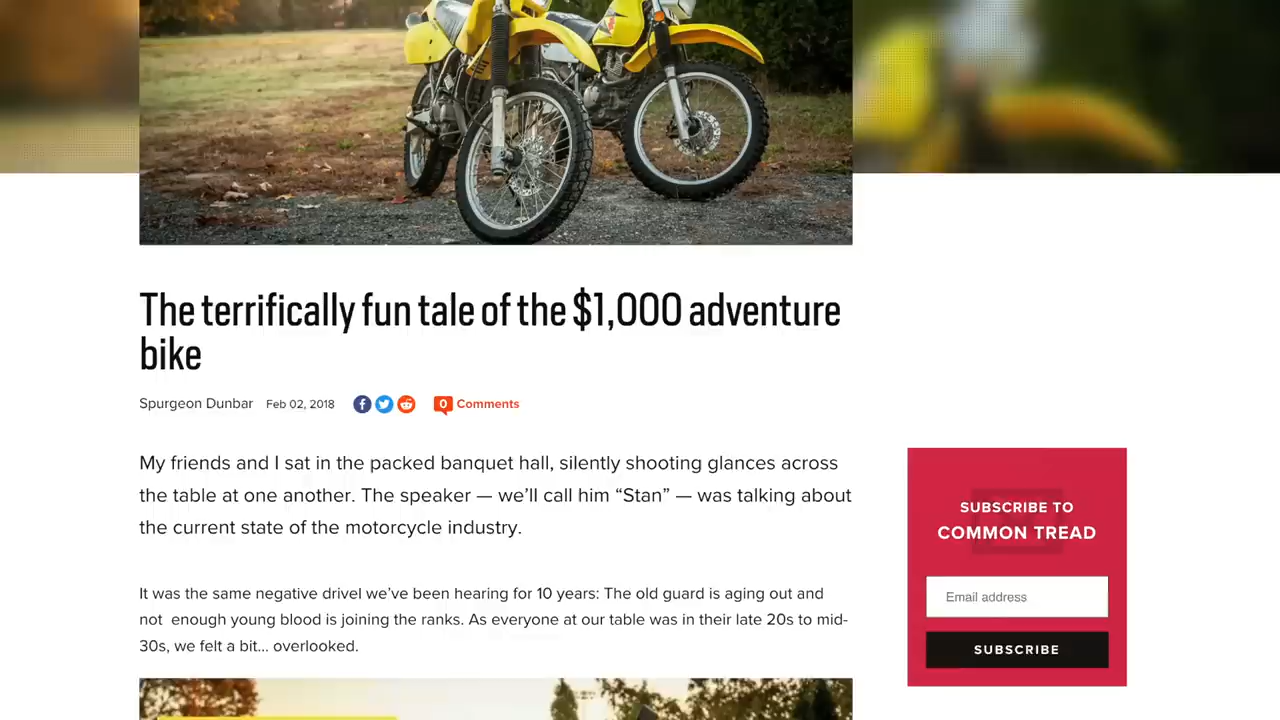 The terrifically fun tale of the $1,000 adventure
bike
Spurgeon Dunbar Feb 02, 2018 0 Comments
My friends and I sat in the packed banquet hall, silently shooting glances across
the table at one another. The speaker — we’ll call him “Stan” — was talking about
the current state of the motorcycle industry.
It was the same negative drivel we’ve been hearing for 10 years: The old guard is aging out and
not enough young blood is joining the ranks. As everyone at our table was in their late 20s to mid-
30s, we felt a bit... overlooked.
SUBSCRIBE TO
COMMON TREAD
Email address
SUBSCRIBE